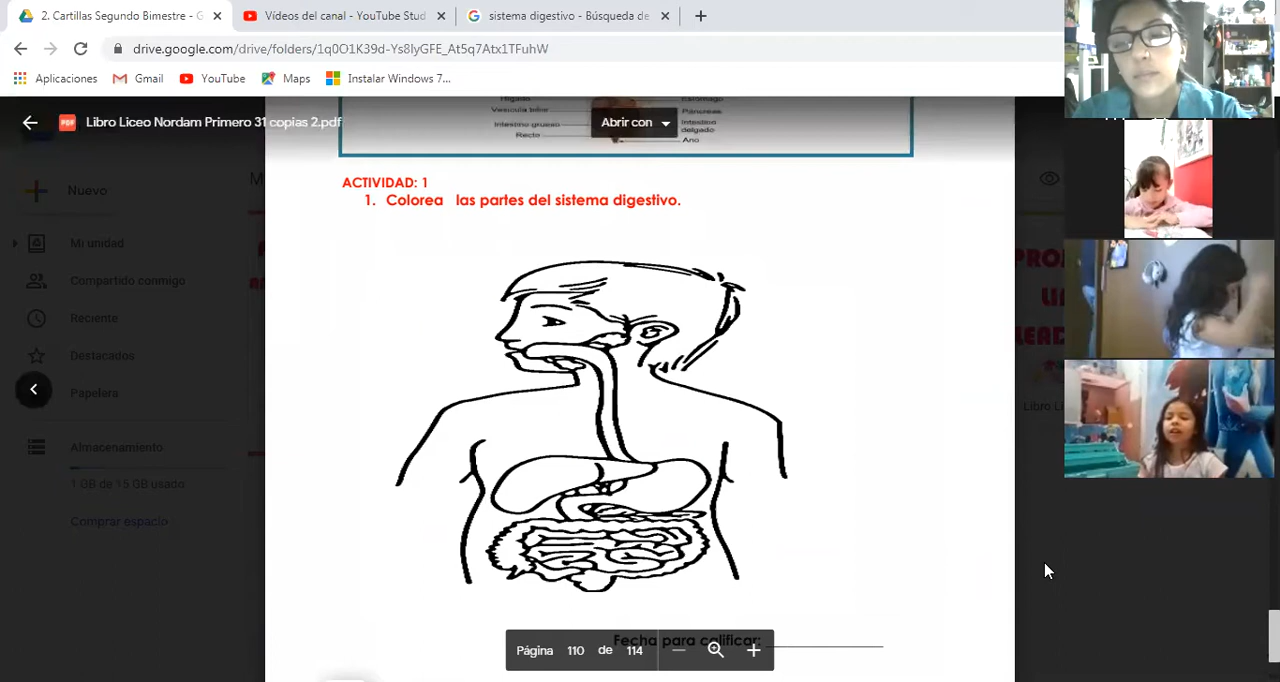 2. Cartillas Segundo Bimestre - G
Vídeos del canal - YouTube Stud
sistema digestivo - Búsqueda de
drive.google.com/drive/folders/1q0O1K39d-Ys8lyGFE_At5q7Atx1TFuhW
Aplicaciones
Gmail
YouTube
Maps
Instalar Windows 7...
Libro Liceo Nordam Primero 31 copias 2.pdf
Abrir con
Hígado
Vesícula biliar
Intestino grueso
Recto
Estómago
Páncreas
Intestino
delgado
Ano
Nuevo
Mi unidad
Compartido conmigo
Reciente
Destacados
Papelera
Almacenamiento
1 GB de 15 GB usado
Comprar espacio
ACTIVIDAD: 1
1. Colorea las partes del sistema digestivo.
Fecha para calificar:
Página 110 de 114